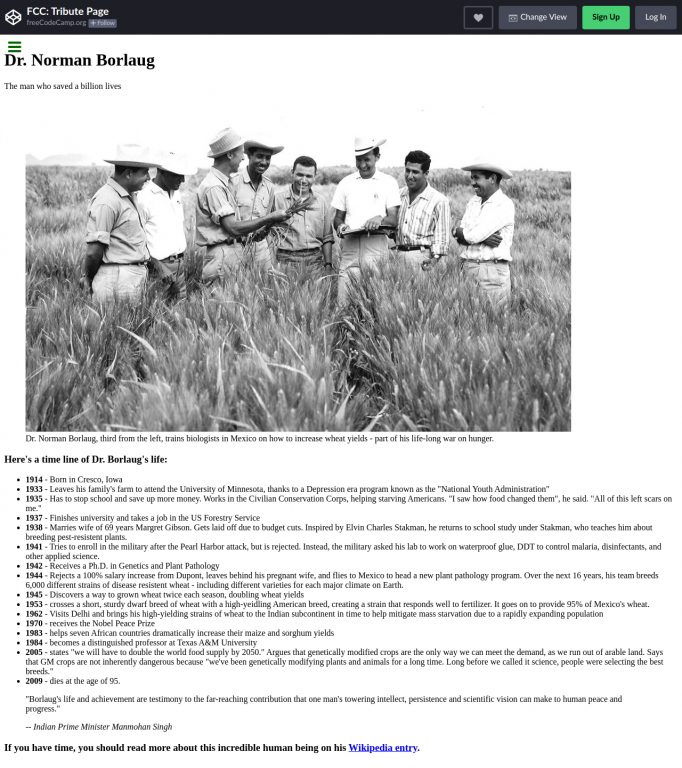 FCC: Tribute Page
freeCodeCamp.org + Follow
Change View
Sign Up
Log In
Dr. Norman Borlaug
The man who saved a billion lives
Dr. Norman Borlaug, third from the left, trains biologists in Mexico on how to increase wheat yields - part of his life-long war on hunger.
Here's a time line of Dr. Borlaug's life:
1914 - Born in Cresco, Iowa
1933 - Leaves his family's farm to attend the University of Minnesota, thanks to a Depression era program known as the "National Youth Administration"
1935 - Has to stop school and save up more money. Works in the Civilian Conservation Corps, helping starving Americans. "I saw how food changed them", he said. "All of this left scars on
me."
1937 - Finishes university and takes a job in the US Forestry Service
1938 - Marries wife of 69 years Margret Gibson. Gets laid off due to budget cuts. Inspired by Elvin Charles Stakman, he returns to school study under Stakman, who teaches him about
breeding pest-resistent plants.
1941 - Tries to enroll in the military after the Pearl Harbor attack, but is rejected. Instead, the military asked his lab to work on waterproof glue, DDT to control malaria, disinfectants, and
other applied science.
1942 - Receives a Ph.D. in Genetics and Plant Pathology
1944 - Rejects a 100% salary increase from Dupont, leaves behind his pregnant wife, and flies to Mexico to head a new plant pathology program. Over the next 16 years, his team breeds
6,000 different strains of disease resistent wheat - including different varieties for each major climate on Earth.
1945 - Discovers a way to grown wheat twice each season, doubling wheat yields
1953 - crosses a short, sturdy dwarf breed of wheat with a high-yeidling American breed, creating a strain that responds well to fertilizer. It goes on to provide 95% of Mexico's wheat.
1962 - Visits Delhi and brings his high-yielding strains of wheat to the Indian subcontinent in time to help mitigate mass starvation due to a rapidly expanding population
1970 - receives the Nobel Peace Prize
1983 - helps seven African countries dramatically increase their maize and sorghum yields
1984 - becomes a distinguished professor at Texas A&M University
2005 - states "we will have to double the world food supply by 2050." Argues that genetically modified crops are the only way we can meet the demand, as we run out of arable land. Says
that GM crops are not inherently dangerous because "we've been genetically modifying plants and animals for a long time. Long before we called it science, people were selecting the best
breeds."
2009 - dies at the age of 95.
"Borlaug's life and achievement are testimony to the far-reaching contribution that one man's towering intellect, persistence and scientific vision can make to human peace and
progress."
-- Indian Prime Minister Manmohan Singh
If you have time, you should read more about this incredible human being on his Wikipedia entry.